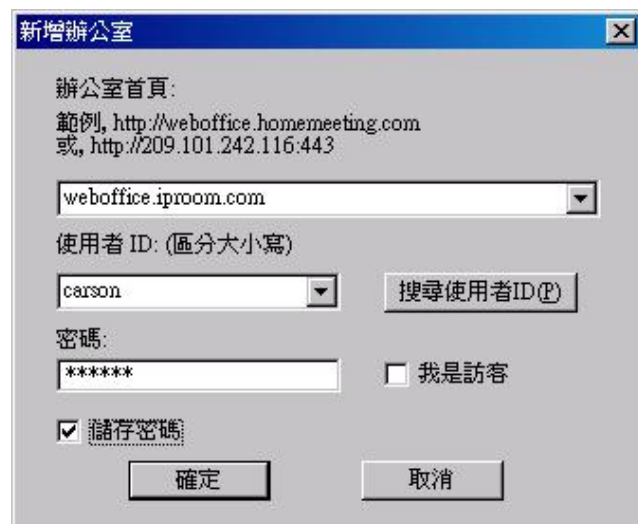 新增辦公室
辦公室首頁:
範例, http://weboffice.homemeeting.com
或, http://209.101.242.116:443
weboffice.iproom.com
使用者 ID: (區分大小寫)
carson
搜尋使用者ID(P)
密碼:
******
我是訪客
儲存密碼
確定
取消